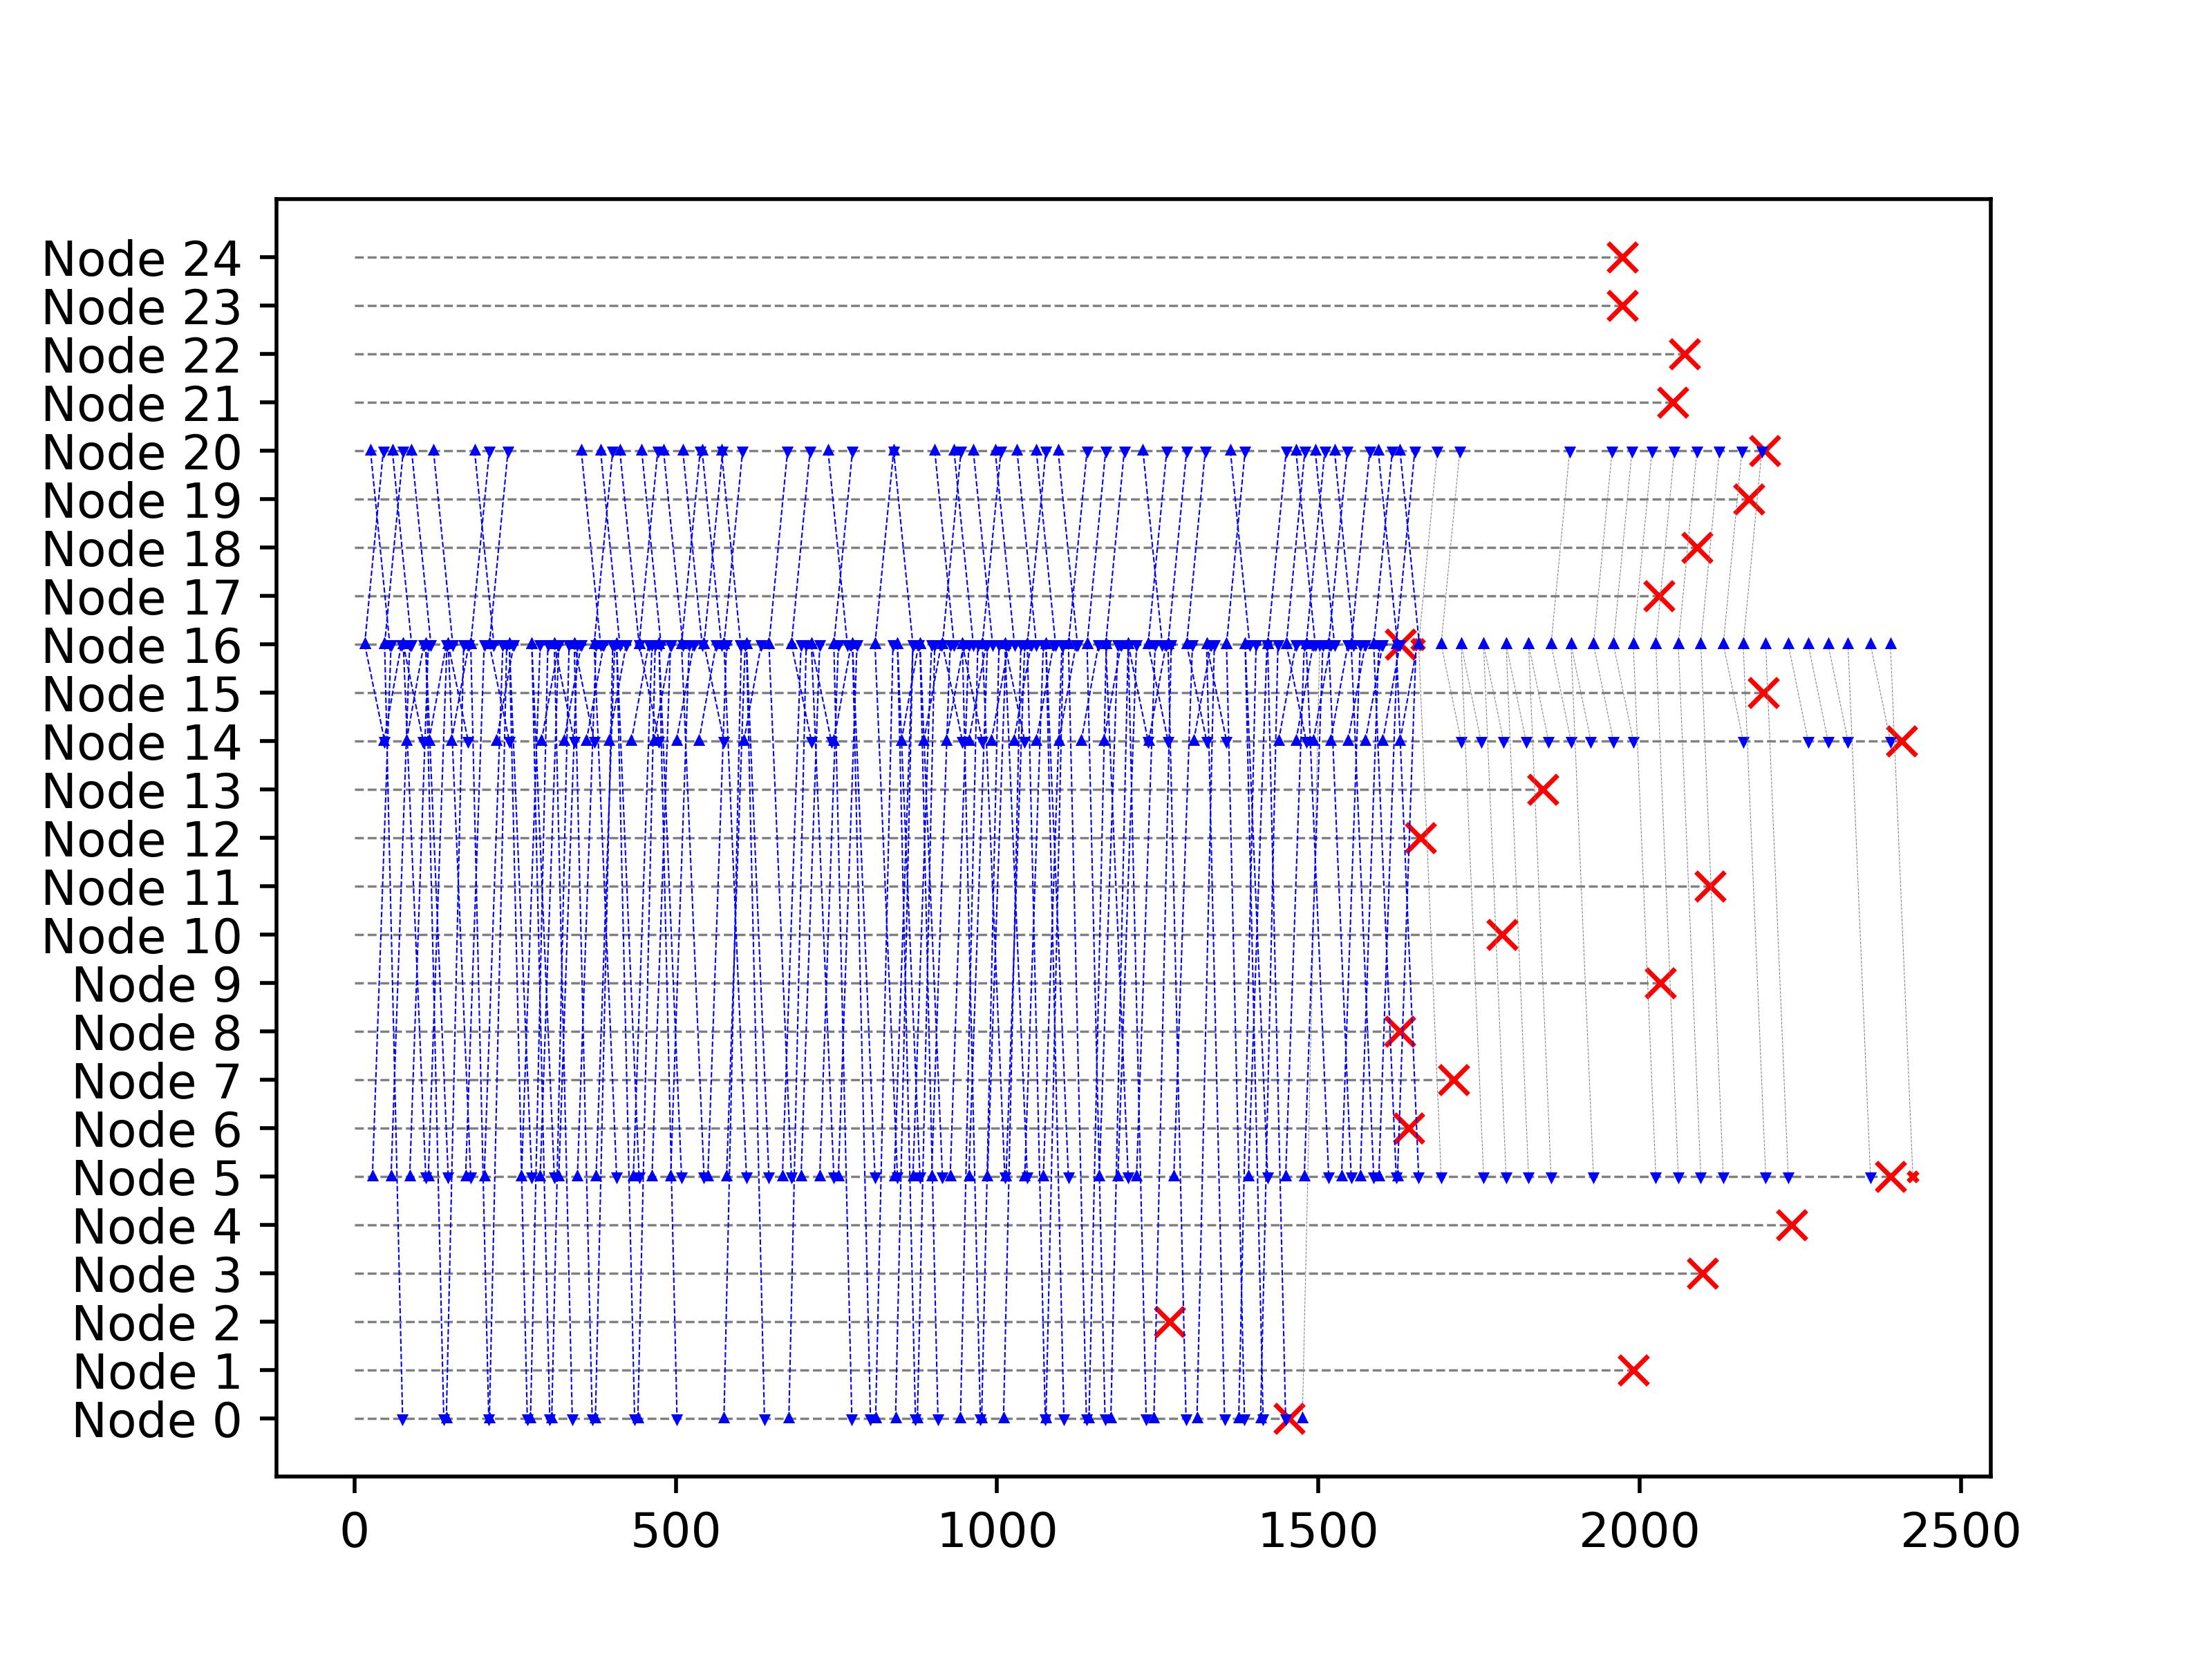 Node 24
Node 23
Node 22
Node 21
Node 20
Node 19
Node 18
Node 17
Node 16
Node 15
Node 14
Node 13
Node 12
Node 11
Node 10
Node 9
Node 8
Node 7
Node 6
Node 5
Node 4
Node 3
Node 2
Node 1
Node 0
0 500 1000 1500 2000 2500